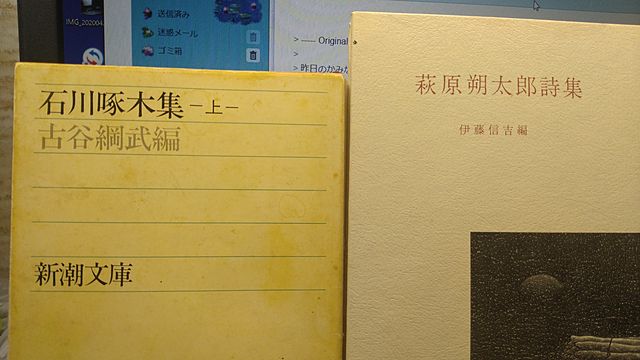 IMG_202004
送信済み
迷惑メール
ゴミ箱
> ----- Original
>
> 昨日のかみな
石川啄木集－上－
古谷綱武編
新潮文庫
萩原朔太郎詩集
伊藤信吉編